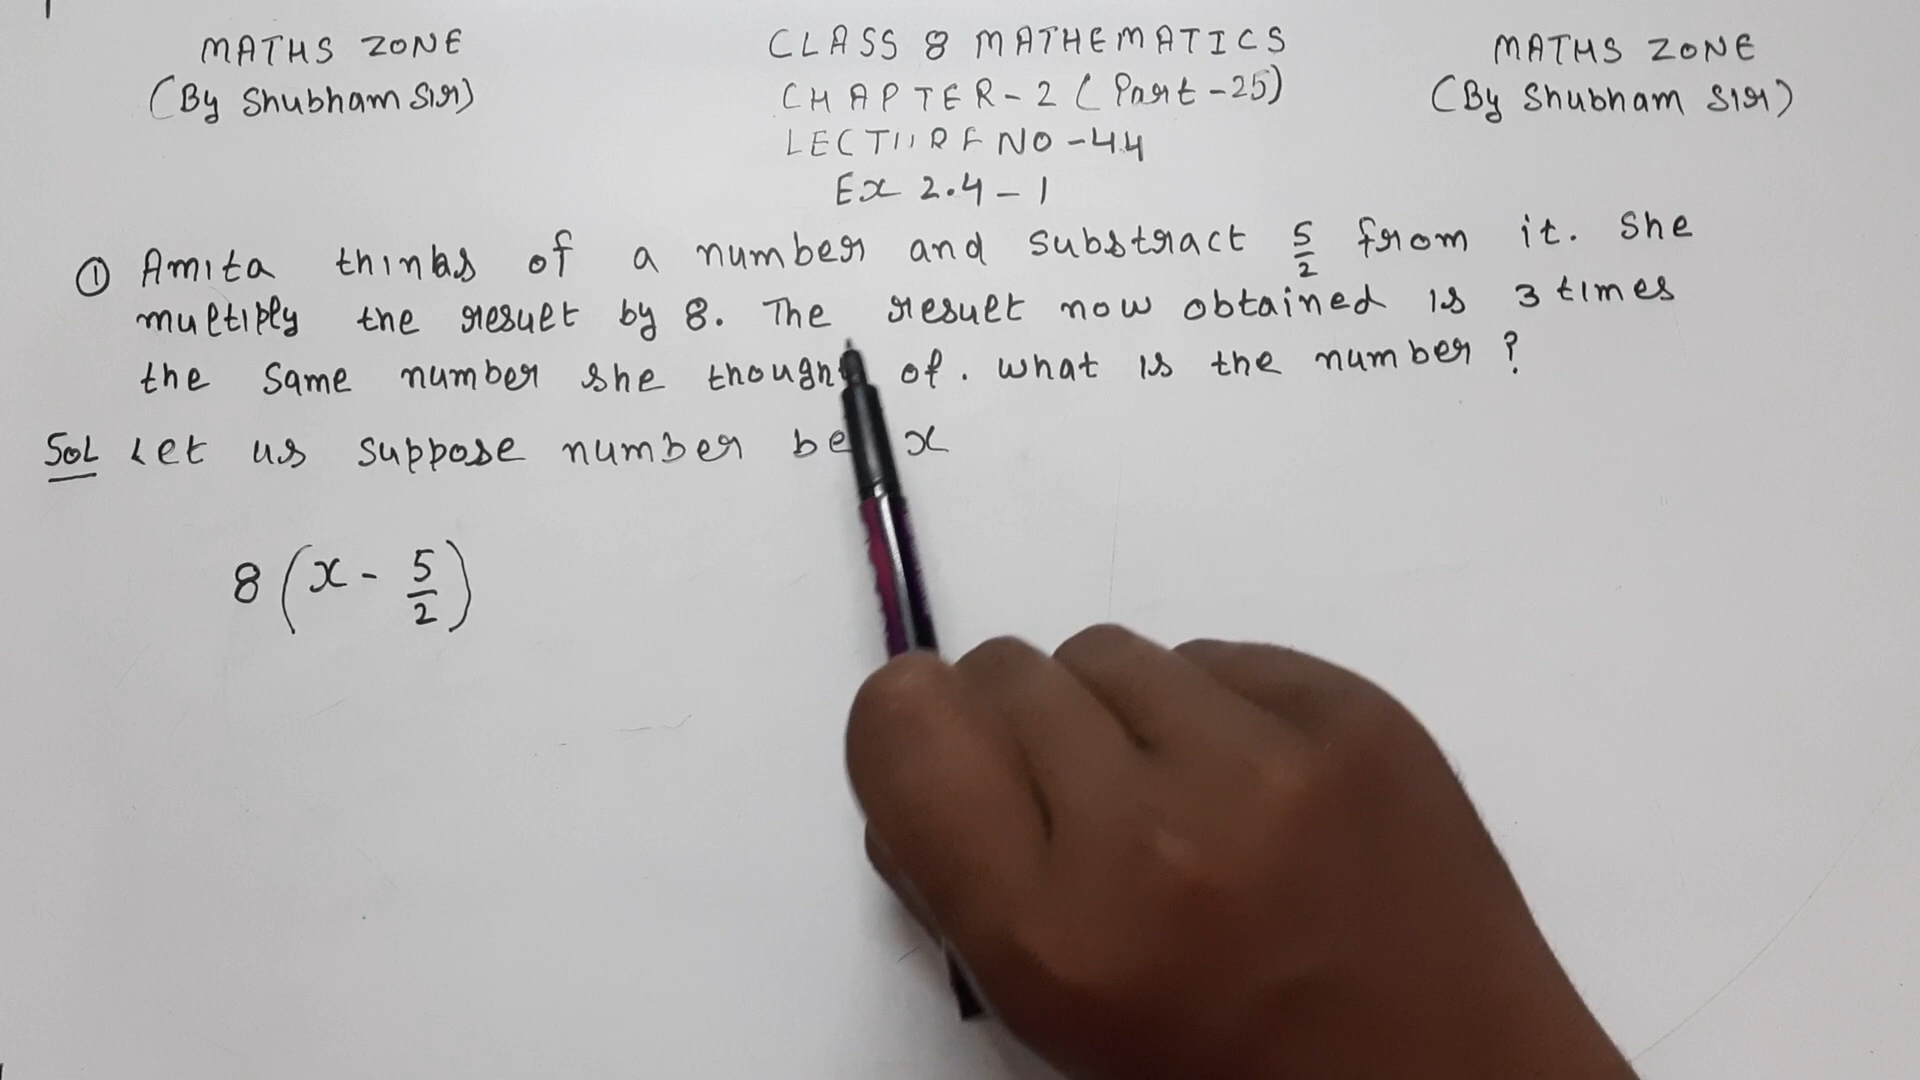 MATHS ZONE
(By Shubham Sir)
CLASS 8 MATHEMATICS
CHAPTER-2 (Part-25)
LECTURE NO-44
Ex 2.4-1
MATHS ZONE
(By Shubham Sir)
① Amita thinks of a number and substract 5/2 from it. She
multiply the result by 8. The result now obtained is 3 times
the same number she thought of. what is the number ?
Sol Let us suppose number be x
8(x - 5/2)